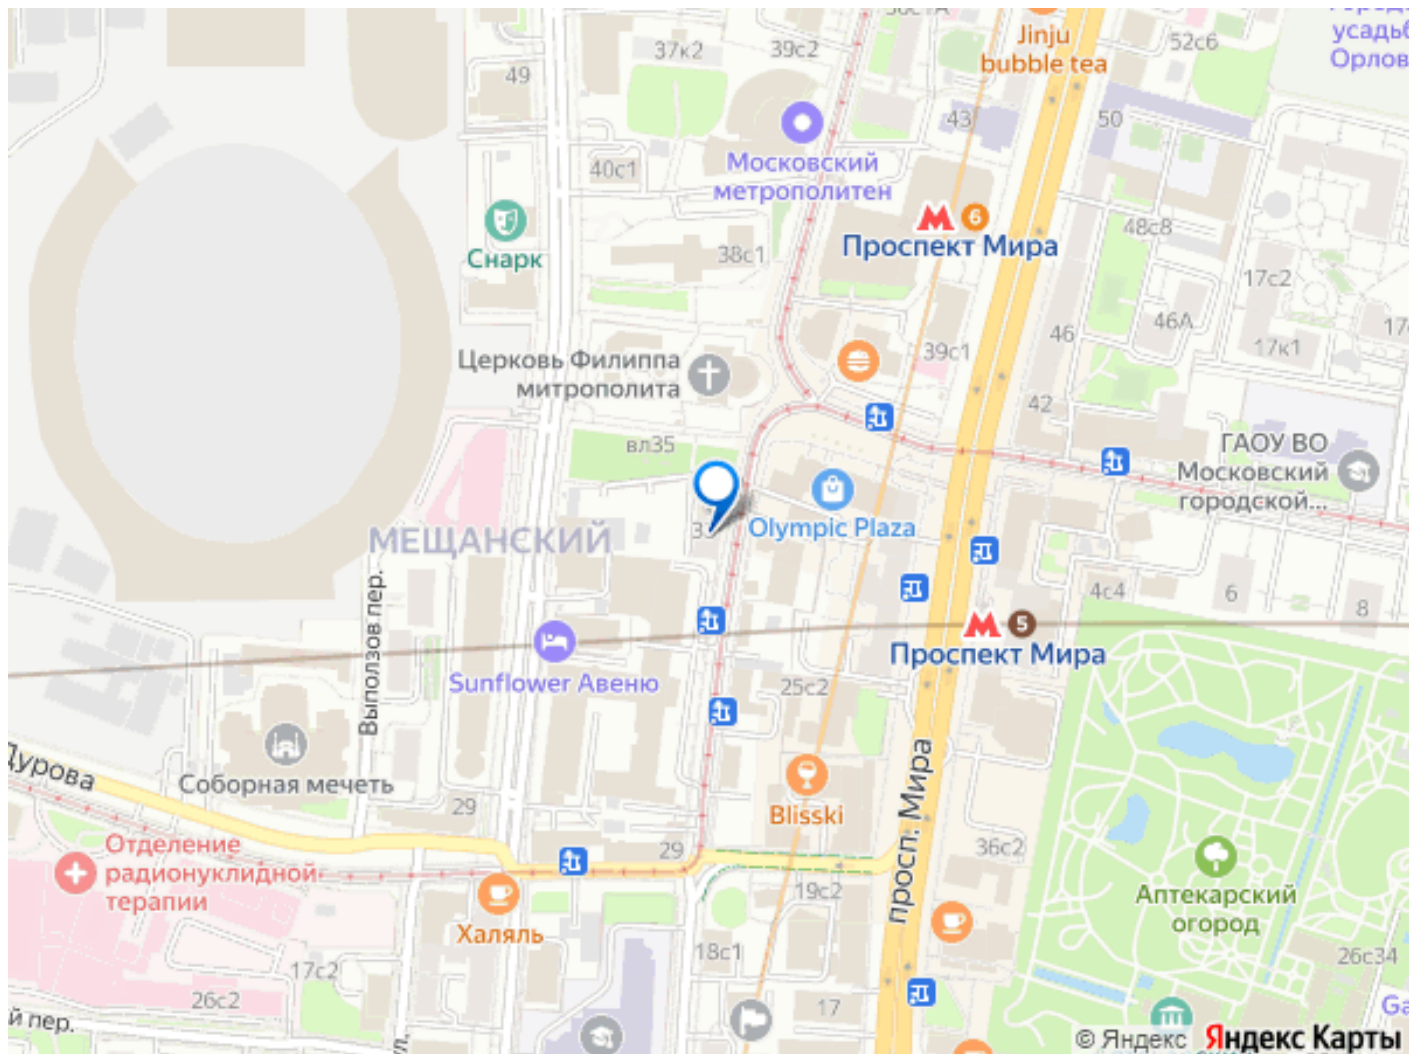 Jinju
bubble tea
52с6
усадьб
Орлов
37к2
39с2
49
43
50
Московский
метрополитен
40с1
6
Проспект Мира
48с8
Снарк
38с1
17с2
46
46А
17к1
Церковь Филиппа
митрополита
39с1
42
вл35
ГАОУ ВО
Московский
городской...
Olympic Plaza
МЕЩАНСКИЙ
4с4
6
8
5
Проспект Мира
Выползов пер.
Sunflower Авеню
25с2
Дурова
Соборная мечеть
29
Blisski
просп. Мира
29
36с2
Отделение
радионуклидной
терапии
19с2
Аптекарский
огород
Халяль
18с1
17с2
26с2
26с34
17
й пер.
© Яндекс Яндекс Карты